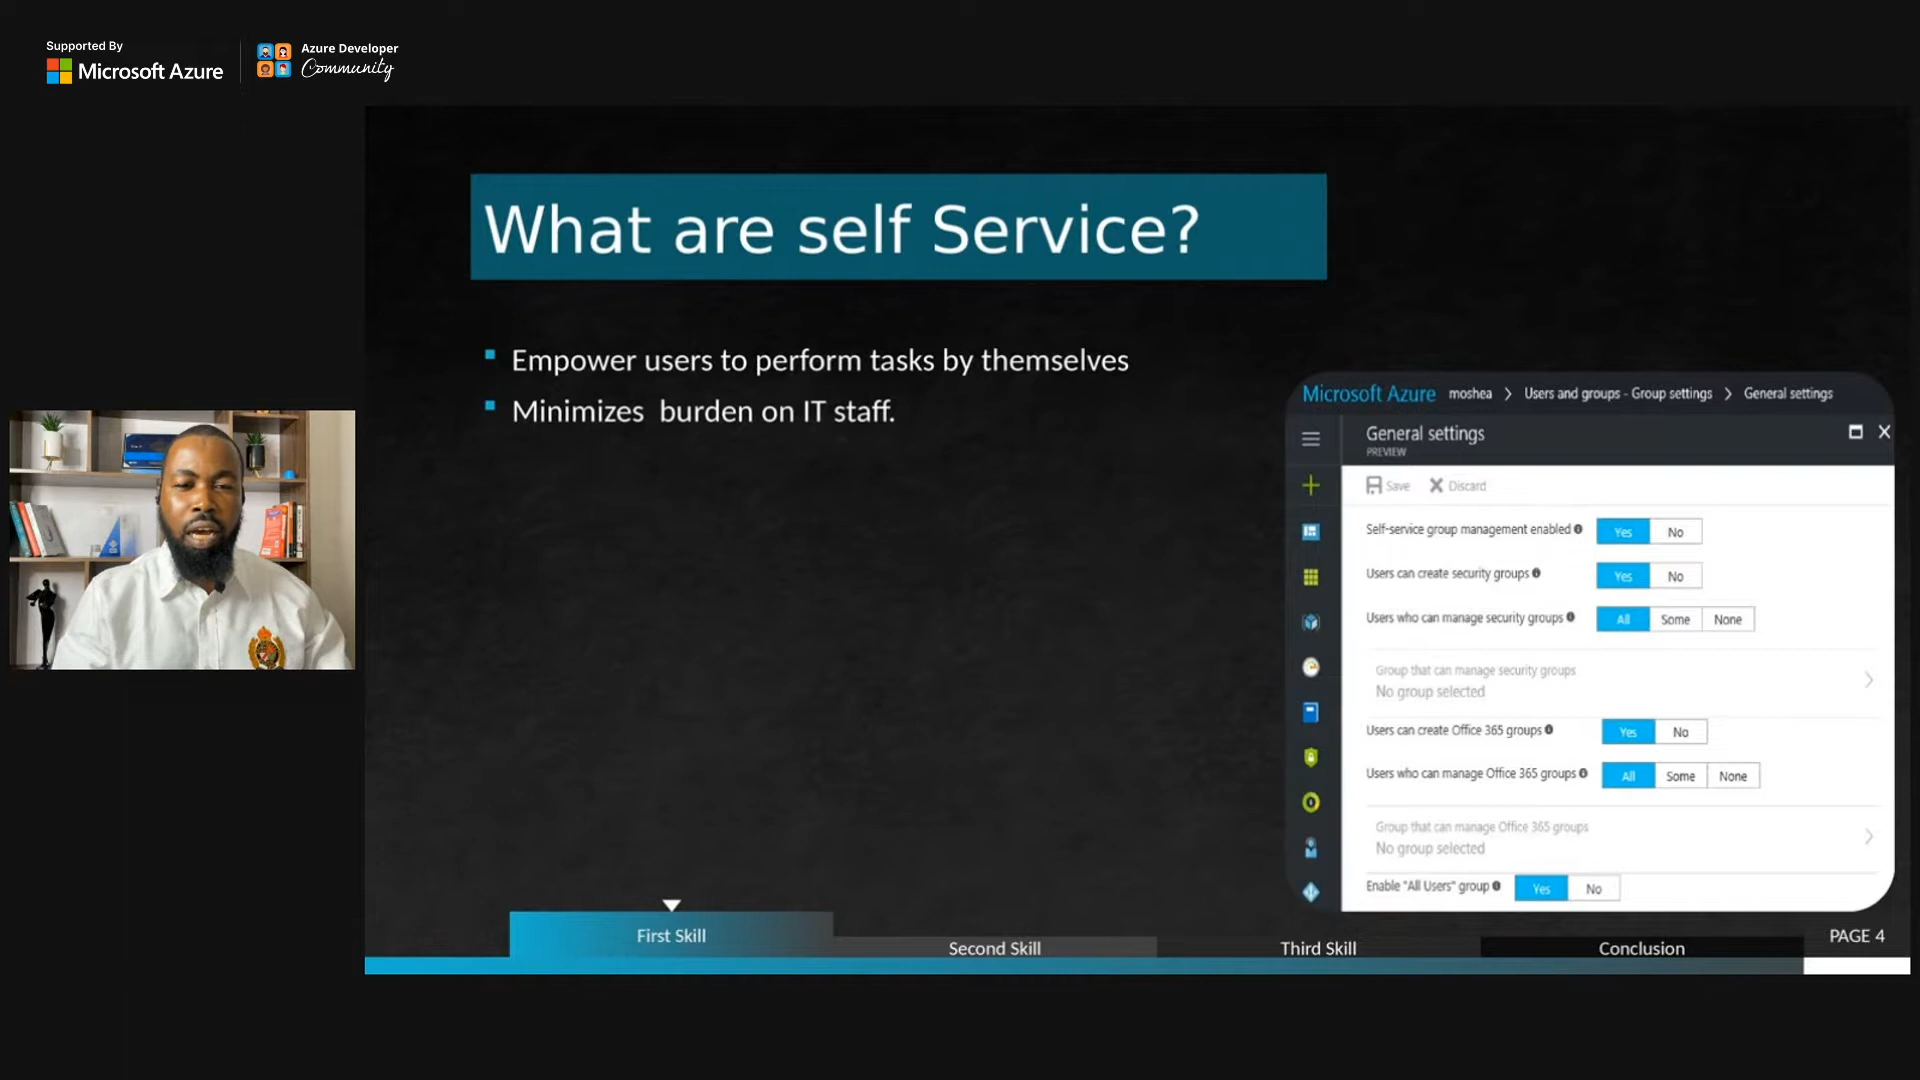 Supported By
Microsoft Azure
Azure Developer
Community
What are self Service?
Empower users to perform tasks by themselves
Minimizes burden on IT staff.
Microsoft Azure moshea > Users and groups - Group settings > General settings
General settings
PREVIEW
Save Discard
Self-service group management enabled Yes No
Users can create security groups Yes No
Users who can manage security groups All Some None
Group that can manage security groups
No group selected
Users can create Office 365 groups Yes No
Users who can manage Office 365 groups All Some None
Group that can manage Office 365 groups
No group selected
Enable "All Users" group Yes No
First Skill
Second Skill
Third Skill
Conclusion
PAGE 4